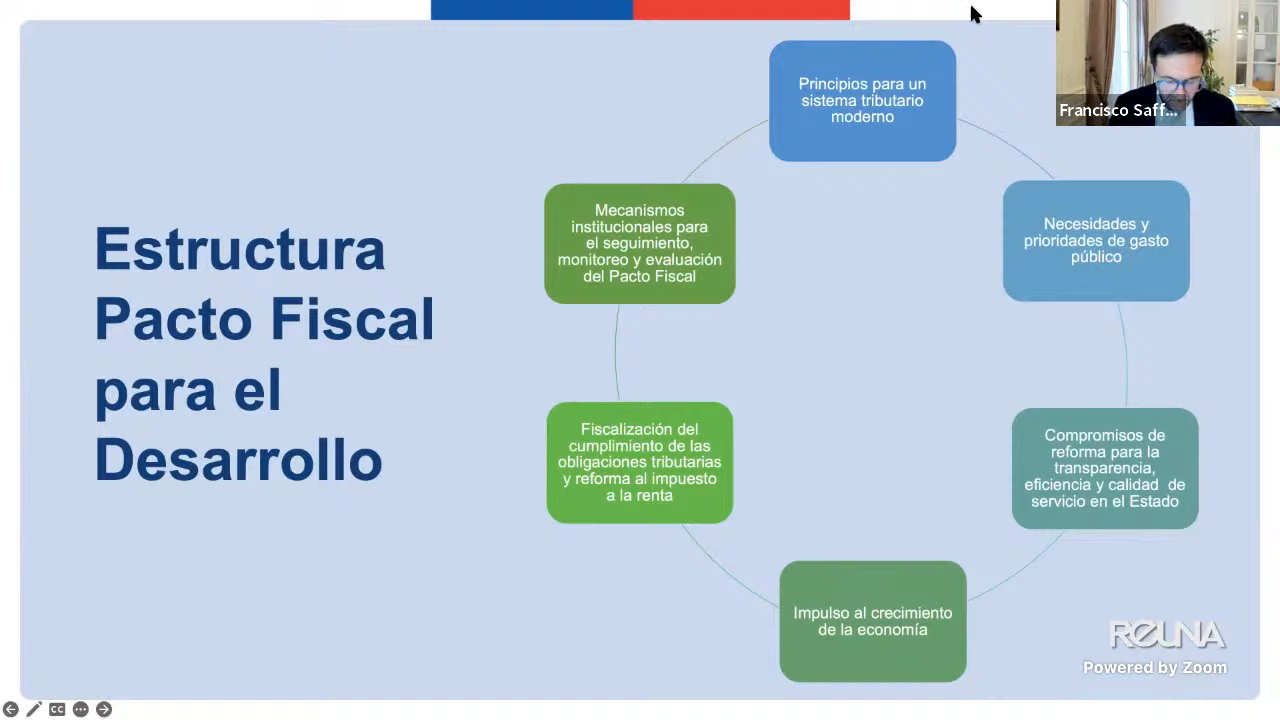 Estructura
Pacto Fiscal
para el
Desarrollo
Principios para un
sistema tributario
moderno
Necesidades y
prioridades de gasto
público
Compromisos de
reforma para la
transparencia,
eficiencia y calidad de
servicio en el Estado
Impulso al crecimiento
de la economía
Fiscalización del
cumplimiento de las
obligaciones tributarias
y reforma al impuesto
a la renta
Mecanismos
institucionales para
el seguimiento,
monitoreo y evaluación
del Pacto Fiscal
Francisco Saff...
REUNA
Powered by Zoom
CC